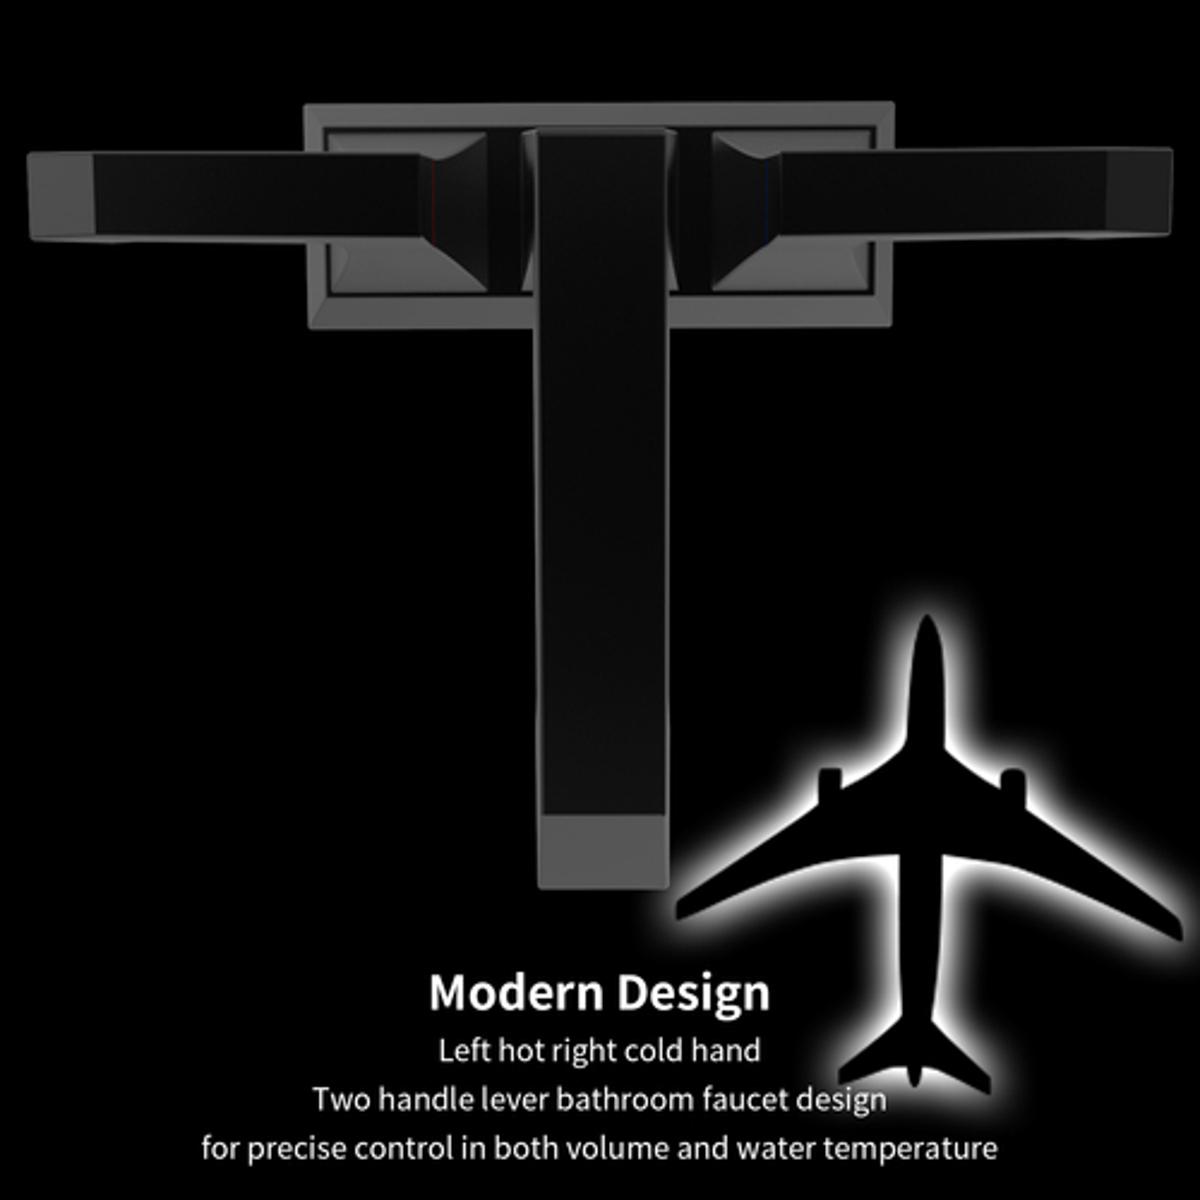 Modern Design
Left hot right cold hand
Two handle lever bathroom faucet design
for precise control in both volume and water temperature